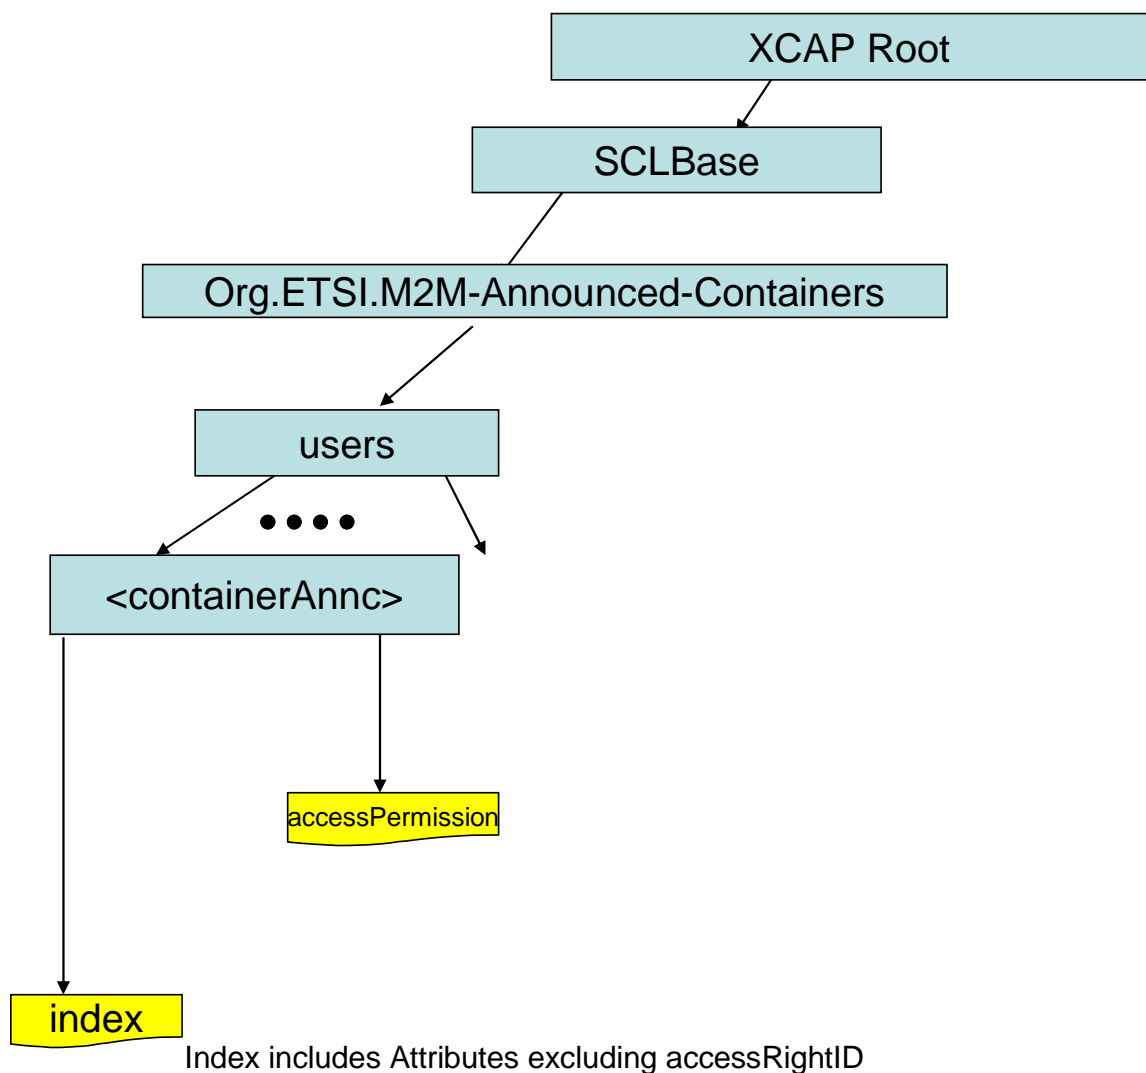 XCAP Root
SCLBase
Org.ETSI.M2M-Announced-Containers
users
<containerAnnc>
accessPermission
index
Index includes Attributes excluding accessRightID